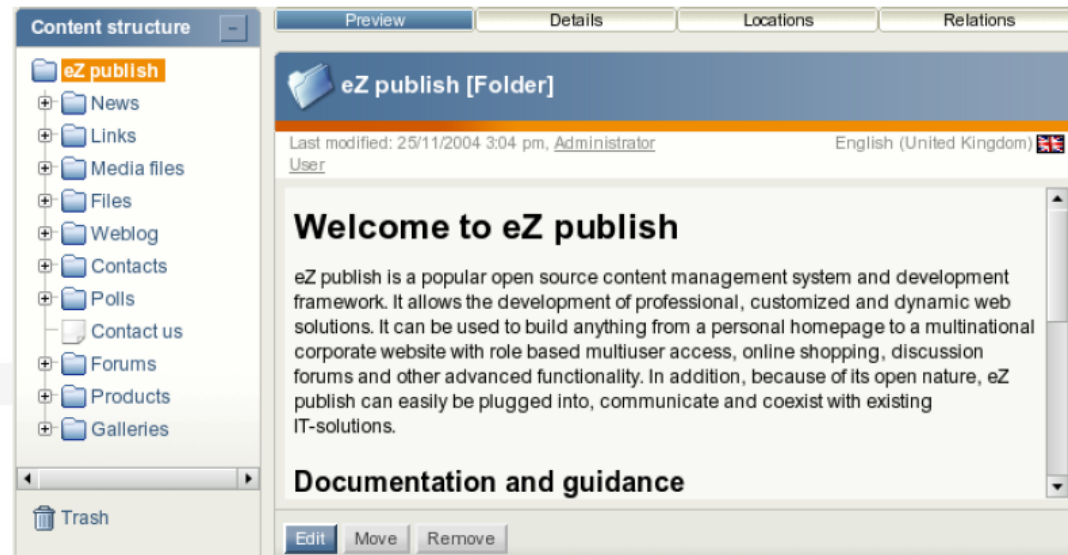 Content structure
eZ publish
News
Links
Media files
Files
Weblog
Contacts
Polls
Contact us
Forums
Products
Galleries
Trash
Preview Details Locations Relations
eZ publish [Folder]
Last modified: 25/11/2004 3:04 pm, Administrator
User
English (United Kingdom)
Welcome to eZ publish
eZ publish is a popular open source content management system and development
framework. It allows the development of professional, customized and dynamic web
solutions. It can be used to build anything from a personal homepage to a multinational
corporate website with role based multiuser access, online shopping, discussion
forums and other advanced functionality. In addition, because of its open nature, eZ
publish can easily be plugged into, communicate and coexist with existing
IT-solutions.
Documentation and guidance
Edit Move Remove